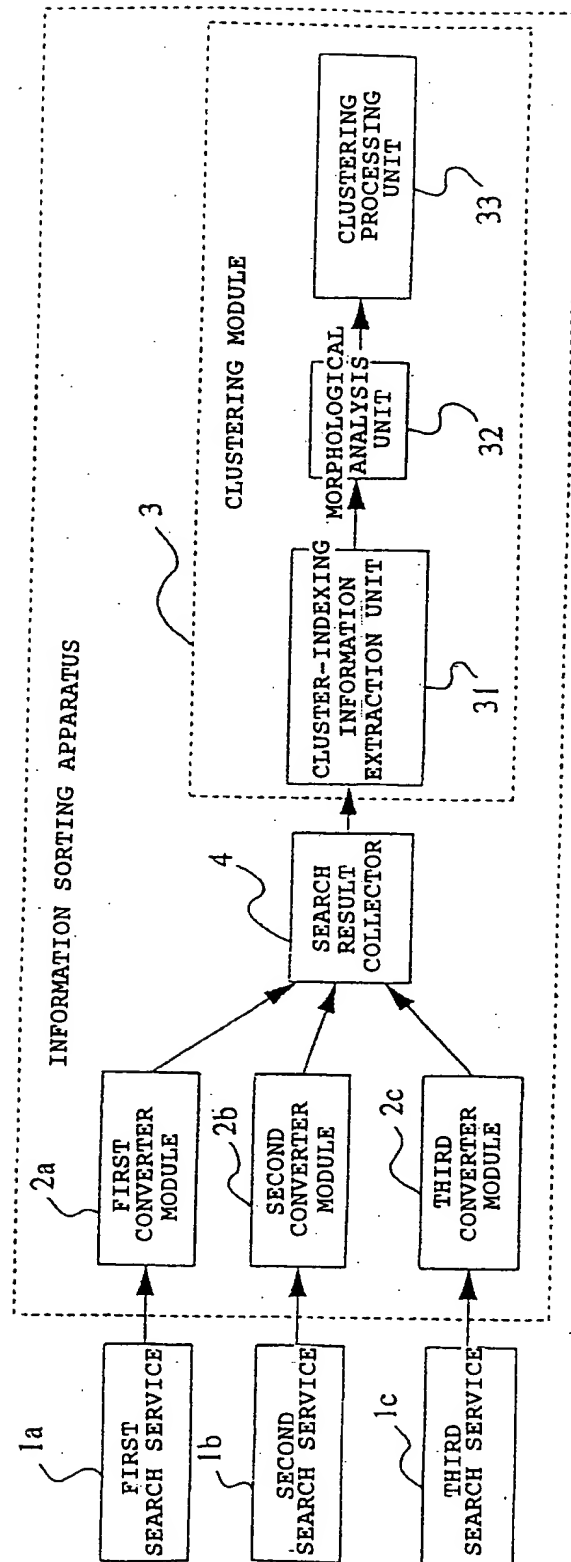 INFORMATION SORTING APPARATUS
1a
FIRST
SEARCH SERVICE
1b
SECOND
SEARCH SERVICE
1c
THIRD
SEARCH SERVICE
2a
FIRST
CONVERTER
MODULE
2b
SECOND
CONVERTER
MODULE
2c
THIRD
CONVERTER
MODULE
4
SEARCH
RESULT
COLLECTOR
3
CLUSTERING MODULE
CLUSTER-INDEXING
INFORMATION
EXTRACTION UNIT
31
MORPHOLOGICAL
ANALYSIS
UNIT
32
CLUSTERING
PROCESSING
UNIT
33